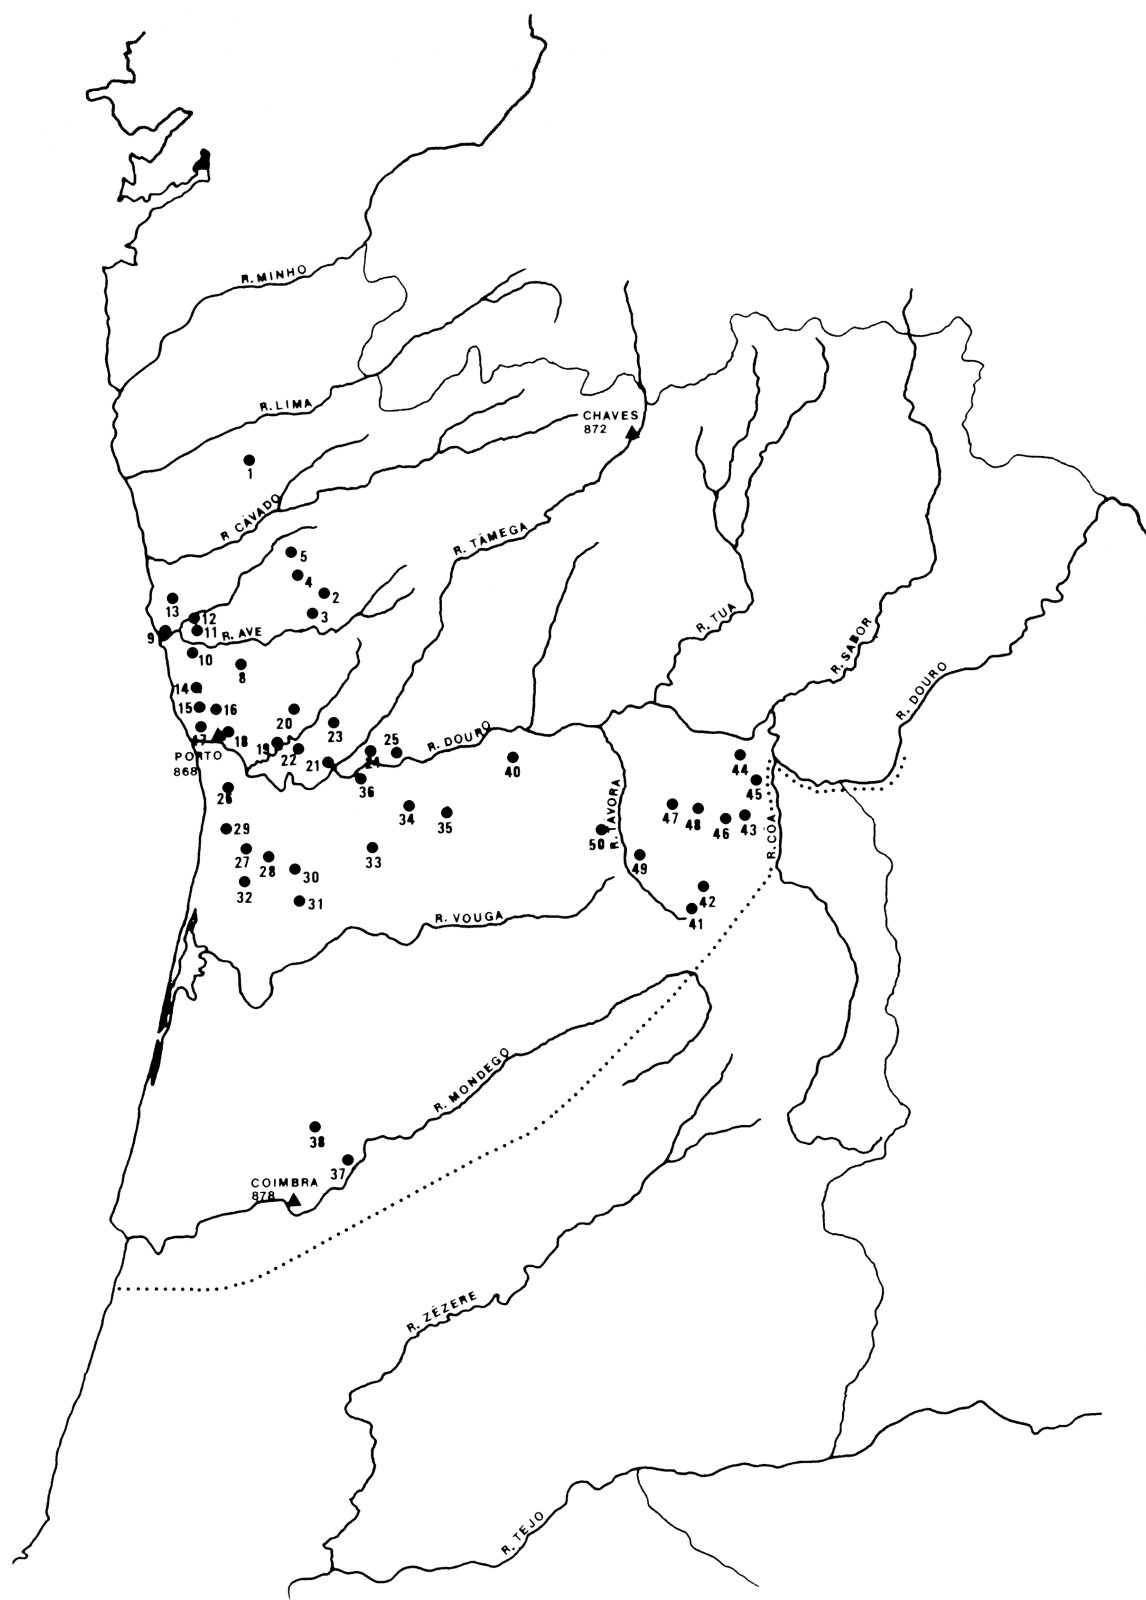 R. MINHO
R. LIMA
CHAVES
872
1
R. CÁVADO
R. TÂMEGA
5
4
2
13
3
12
11
R. AVE
9
R. TUA
10
8
R. SABOR
14
R. DOURO
15
16
20
23
17
18
19
22
25
R. DOURO
PORTO
868
21
24
40
44
36
45
26
34
35
R. TAVORA
47
48
46
43
R. CÔA
29
50
27
28
33
49
30
32
31
42
41
R. VOUGA
R. MONDEGO
38
37
COIMBRA
878
R. ZÊZERE
R. TEJO